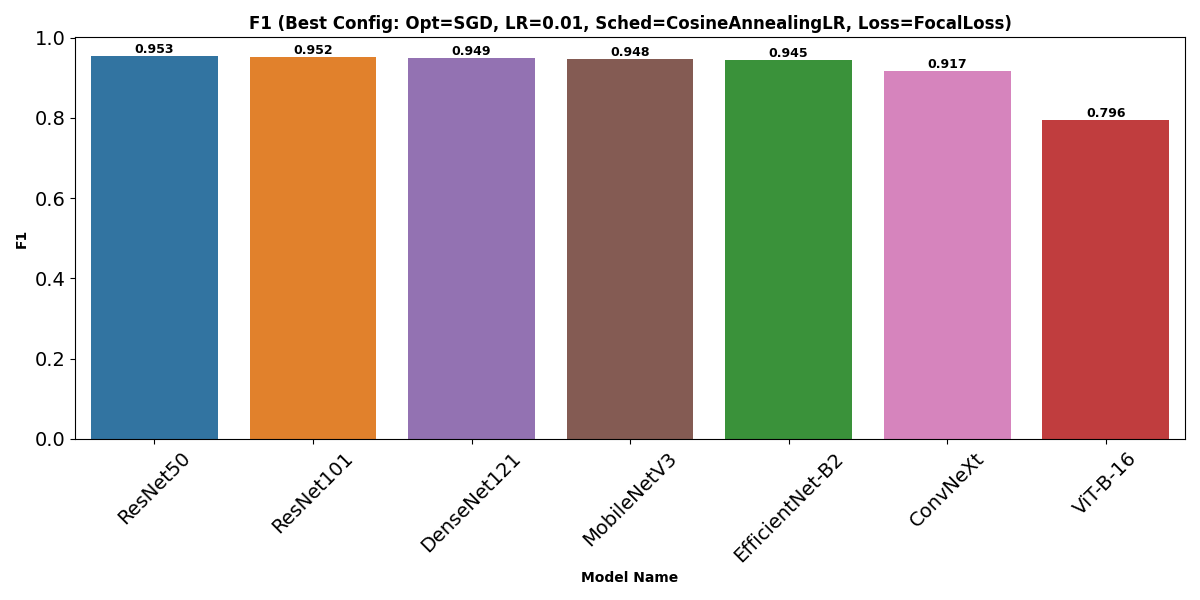 F1 (Best Config: Opt=SGD, LR=0.01, Sched=CosineAnnealingLR, Loss=FocalLoss)
1.0
0.8
0.6
0.4
0.2
0.0
F1
0.953
0.952
0.949
0.948
0.945
0.917
0.796
ResNet50
ResNet101
DenseNet121
MobileNetV3
EfficientNet-B2
ConvNeXt
ViT-B-16
Model Name